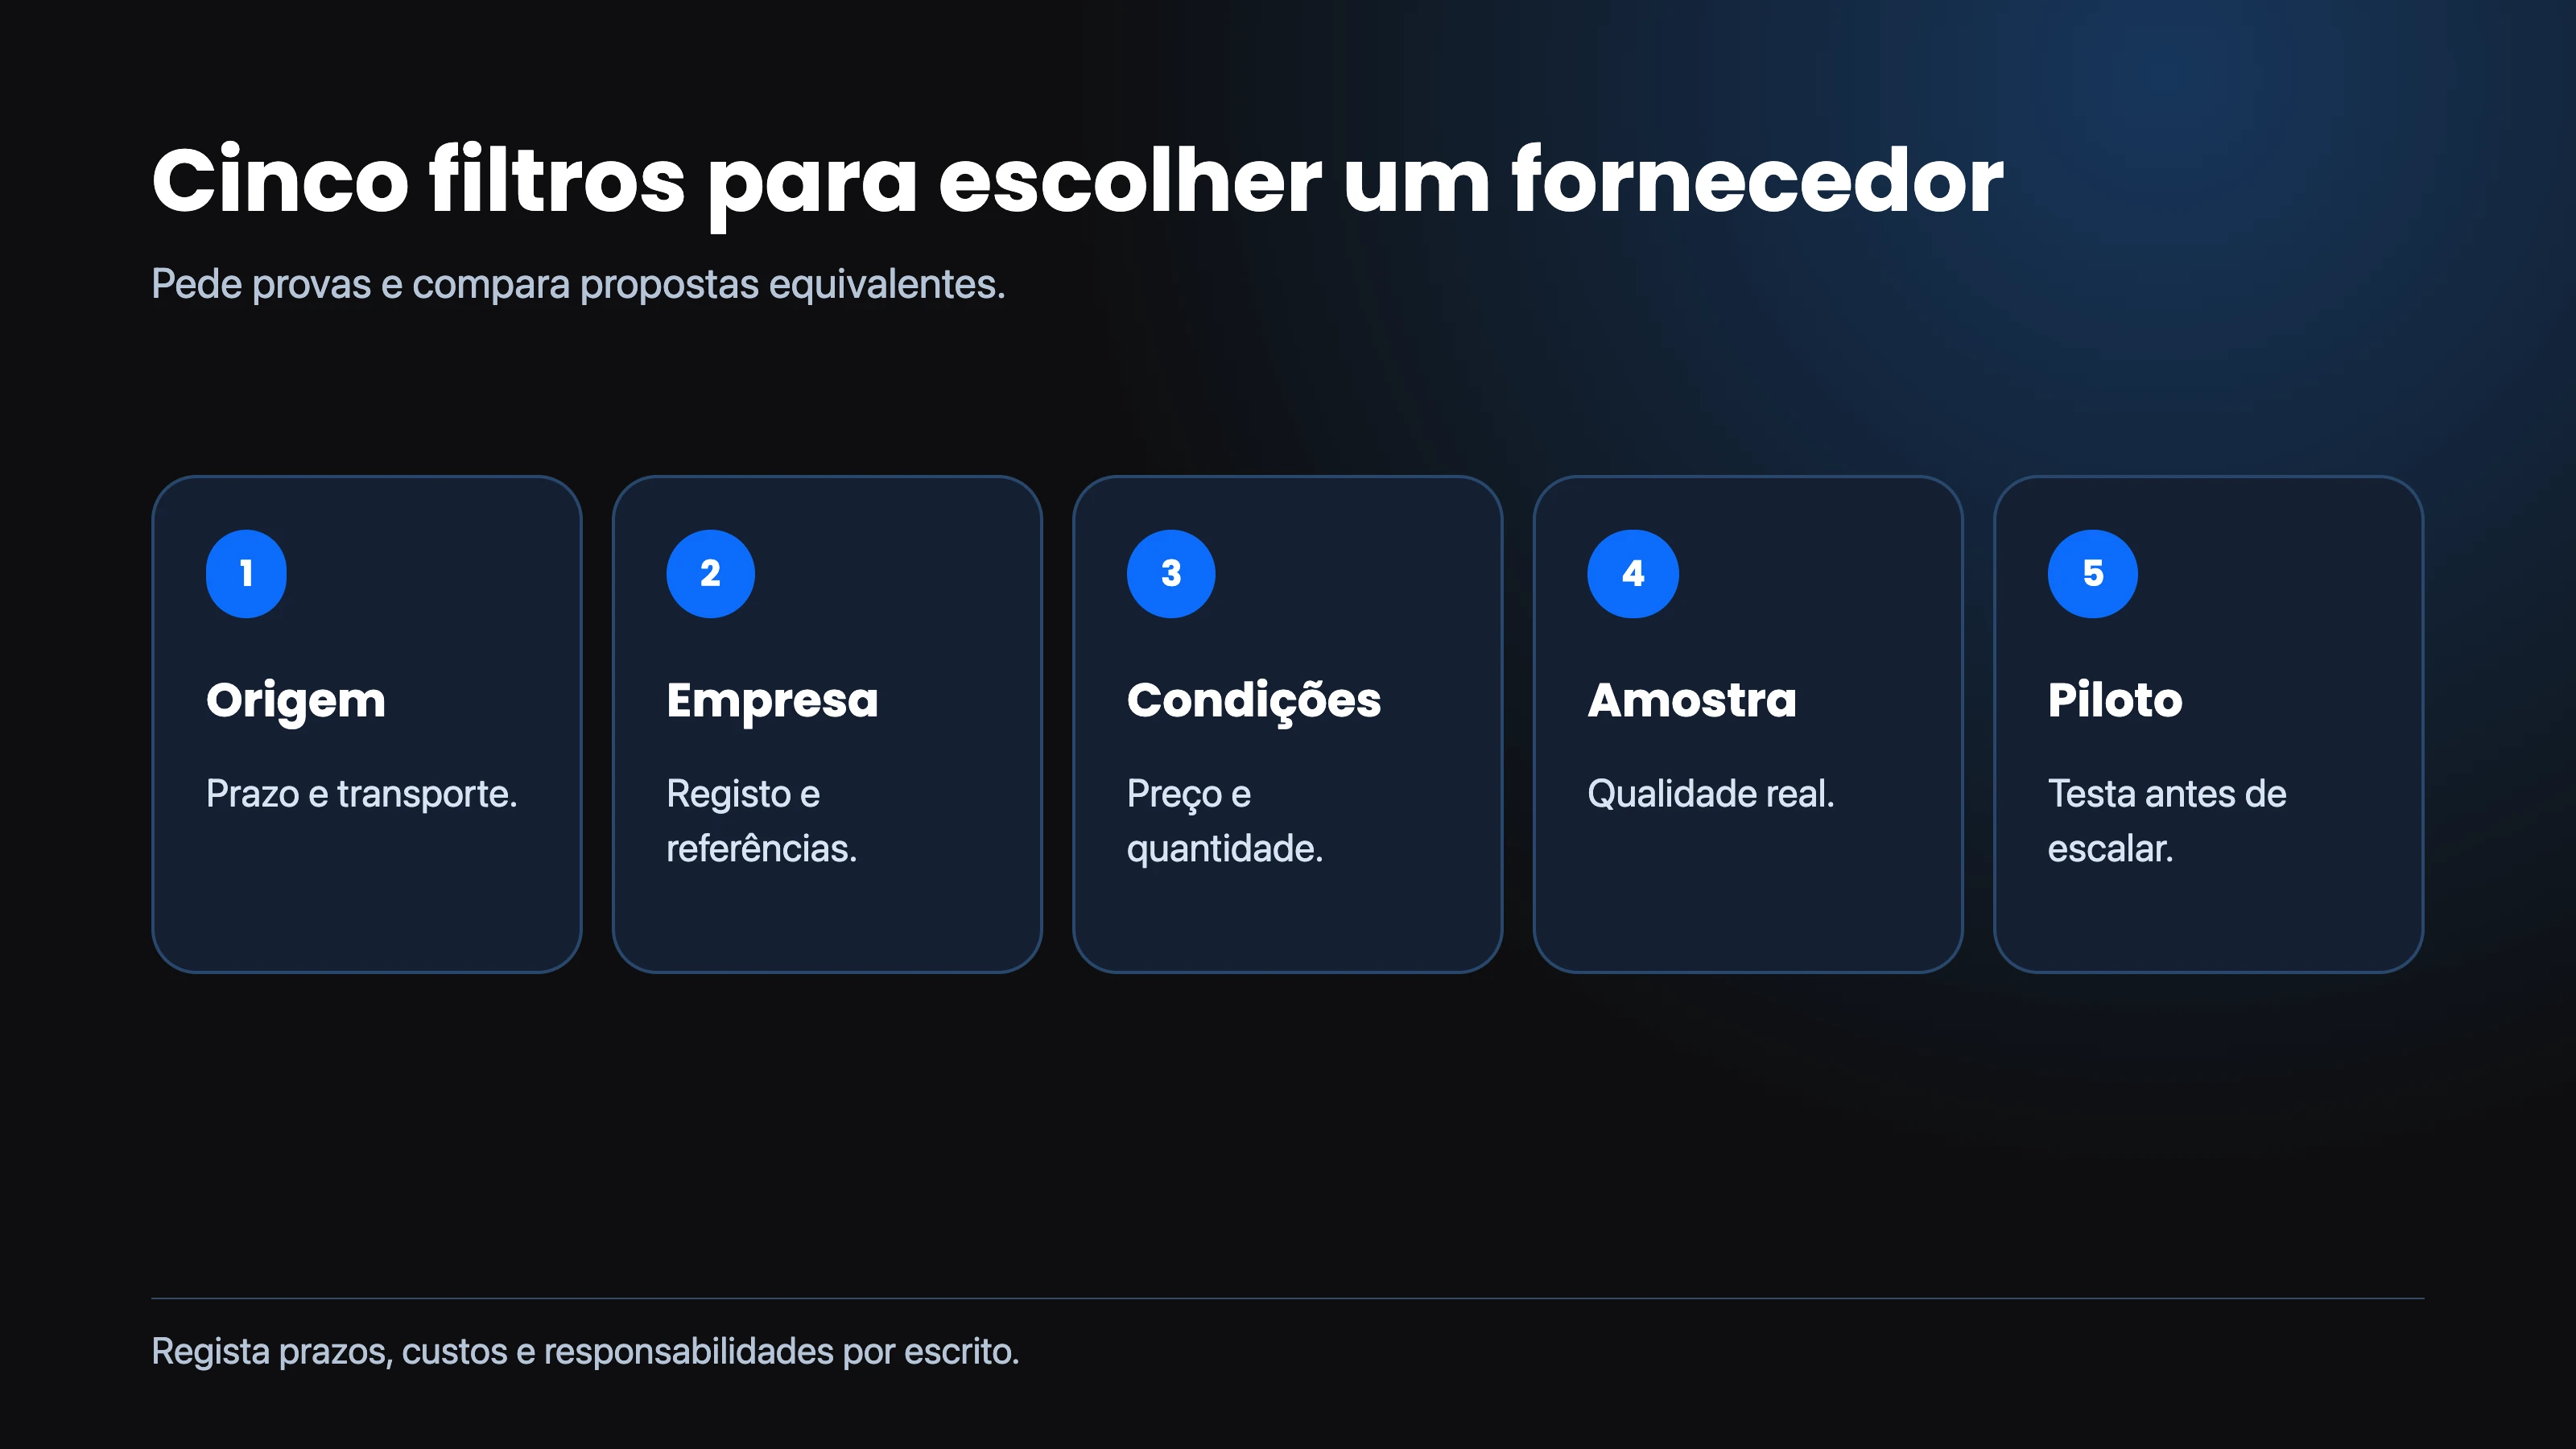 Cinco filtros para escolher um fornecedor
Pede provas e compara propostas equivalentes.
1
Origem
Prazo e transporte.
2
Empresa
Registo e
referências.
3
Condições
Preço e
quantidade.
4
Amostra
Qualidade real.
5
Piloto
Testa antes de
escalar.
Regista prazos, custos e responsabilidades por escrito.